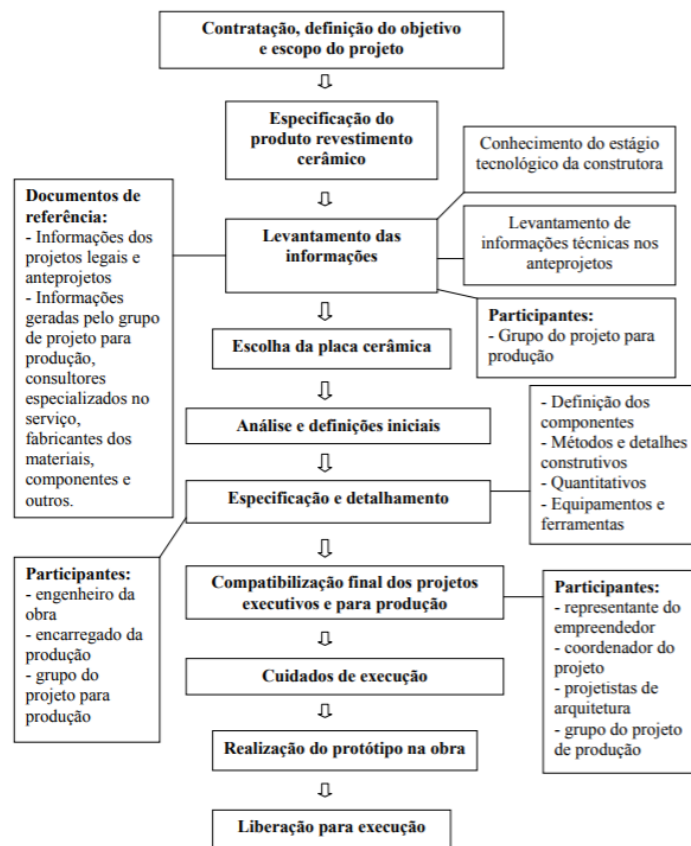 Contratação, definição do objetivo
e escopo do projeto
Especificação do
produto revestimento
cerâmico
Conhecimento do estágio
tecnológico da construtora
Documentos de
referência:
- Informações dos
projetos legais e
anteprojetos
- Informações
geradas pelo grupo
de projeto para
produção,
consultores
especializados no
serviço,
fabricantes dos
materiais,
componentes e
outros.
Levantamento das
informações
Levantamento de
informações técnicas nos
anteprojetos
Participantes:
- Grupo do projeto para
produção
Escolha da placa cerâmica
Análise e definições iniciais
- Definição dos
componentes
- Métodos e detalhes
construtivos
- Quantitativos
- Equipamentos e
ferramentas
Especificação e detalhamento
Participantes:
- engenheiro da
obra
- encarregado da
produção
- grupo do
projeto para
produção
Compatibilização final dos projetos
executivos e para produção
Participantes:
- representante do
empreendedor
- coordenador do
projeto
- projetistas de
arquitetura
- grupo do projeto
de produção
Cuidados de execução
Realização do protótipo na obra
Liberação para execução